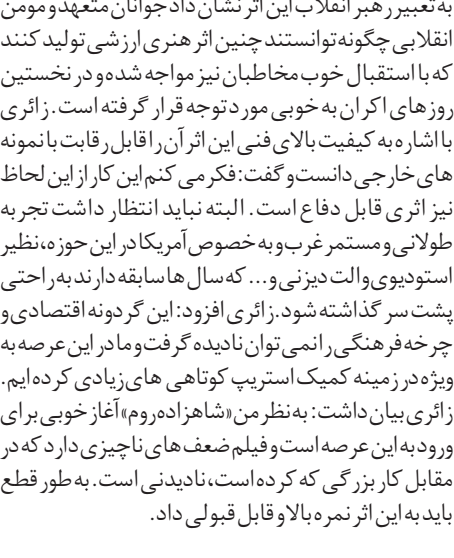 به تعبیر رهبر انقلاب این اثر نشان داد جوانان متعهد و مومن
انقلابی چگونه توانستند چنین اثر هنری ارزشی تولید کنند
که با استقبال خوب مخاطبان نیز مواجه شده و در نخستین
روزهای اکران به خوبی مورد توجه قرار گرفته است. زائری
با اشاره به کیفیت بالای فنی این اثر آن را قابل رقابت با نمونه
های خارجی دانست و گفت: فکر می کنم این کار از این لحاظ
نیز اثری قابل دفاع است. البته نباید انتظار داشت تجربه
طولانی و مستمر غرب و به خصوص آمریکا در این حوزه، نظیر
استودیوی والت دیزنی و... که سال ها سابقه دارند به راحتی
پشت سر گذاشته شود. زائری افزود: این گردونه اقتصادی و
چرخه فرهنگی را نمی توان نادیده گرفت و ما در این عرصه به
ویژه در زمینه کمیک استریپ کوتاهی های زیادی کرده ایم.
زائری بیان داشت: به نظر من «شاهزاده روم» آغاز خوبی برای
ورود به این عرصه است و فیلم ضعف های ناچیزی دارد که در
مقابل کار بزرگی که کرده است، نادیدنی است. به طور قطع
باید به این اثر نمره بالا و قابل قبولی داد.